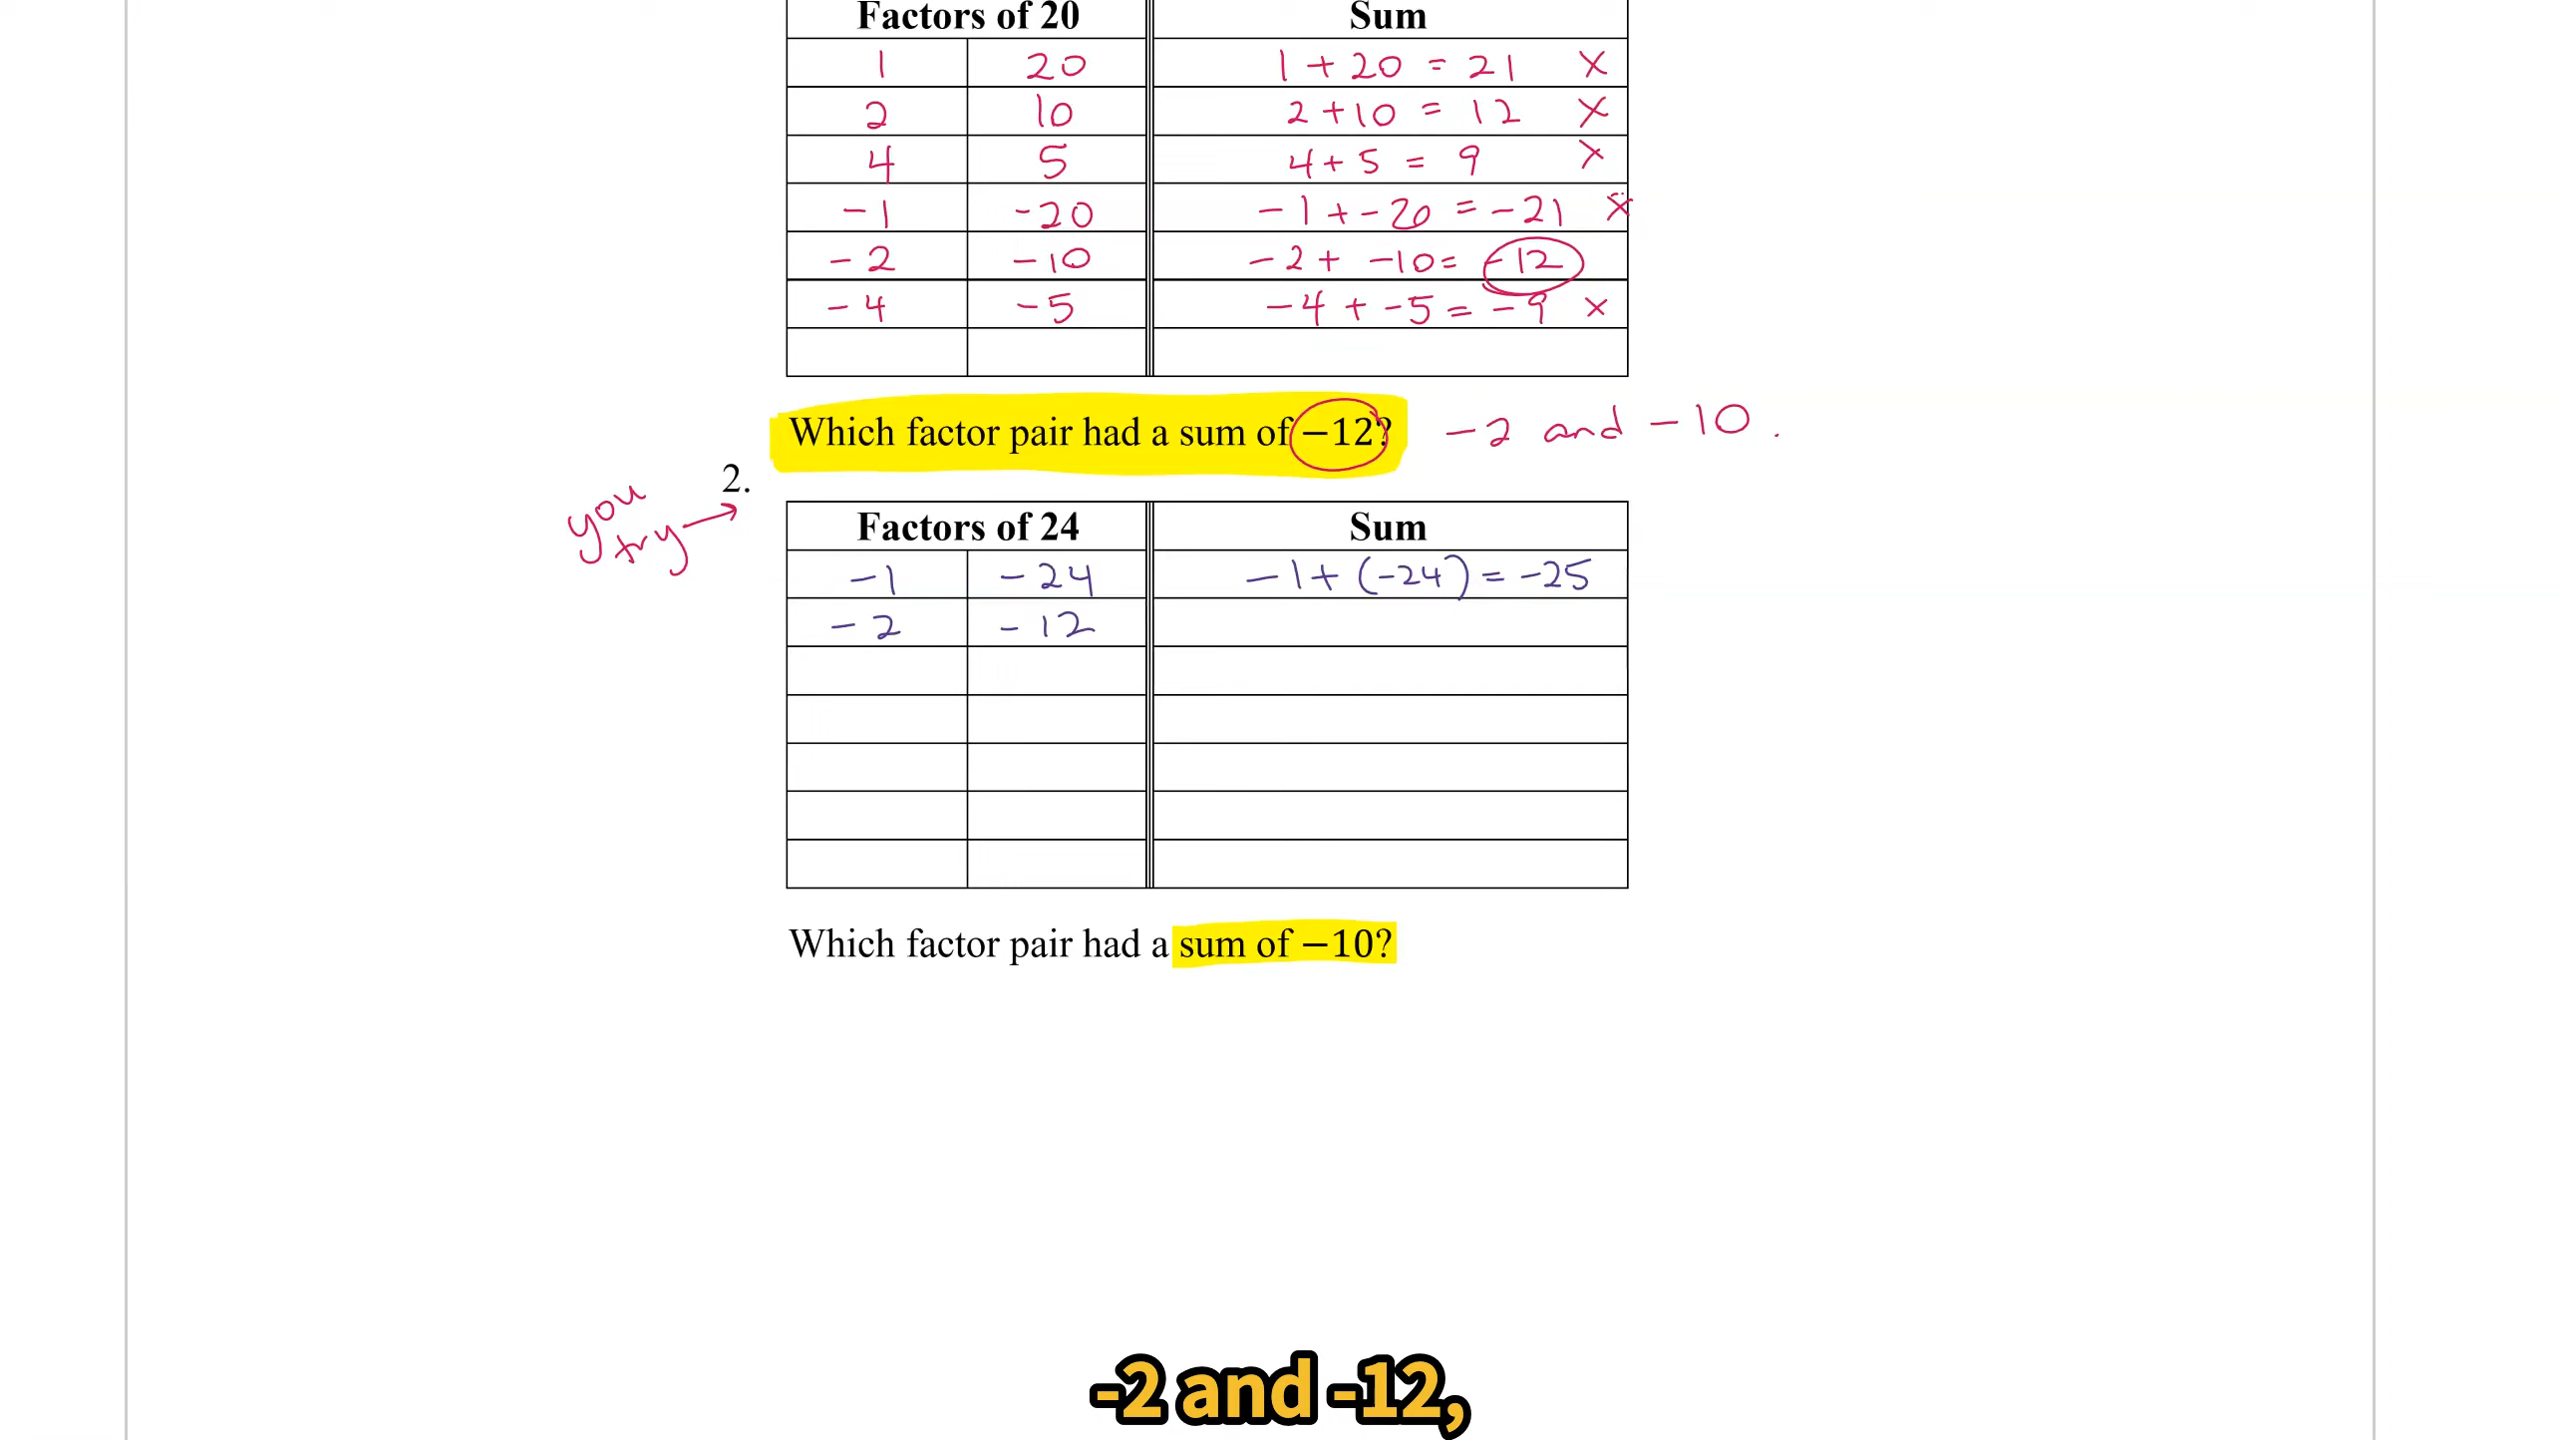 Factors of 20 Sum
1 20 1 + 20 = 21 X
2 10 2 + 10 = 12 X
4 5 4 + 5 = 9 X
-1 -20 -1 + -20 = -21 X
-2 -10 -2 + -10 = -12
-4 -5 -4 + -5 = -9 X
Which factor pair had a sum of −12? -2 and -10.
2.
you
try →
Factors of 24 Sum
-1 -24 -1 + (-24) = -25
-2 -12
Which factor pair had a sum of −10?
-2 and -12,